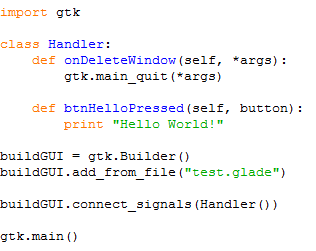 import gtk

class Handler:
    def onDeleteWindow(self, *args):
        gtk.main_quit(*args)

    def btnHelloPressed(self, button):
        print "Hello World!"

buildGUI = gtk.Builder()
buildGUI.add_from_file("test.glade")

buildGUI.connect_signals(Handler())

gtk.main()